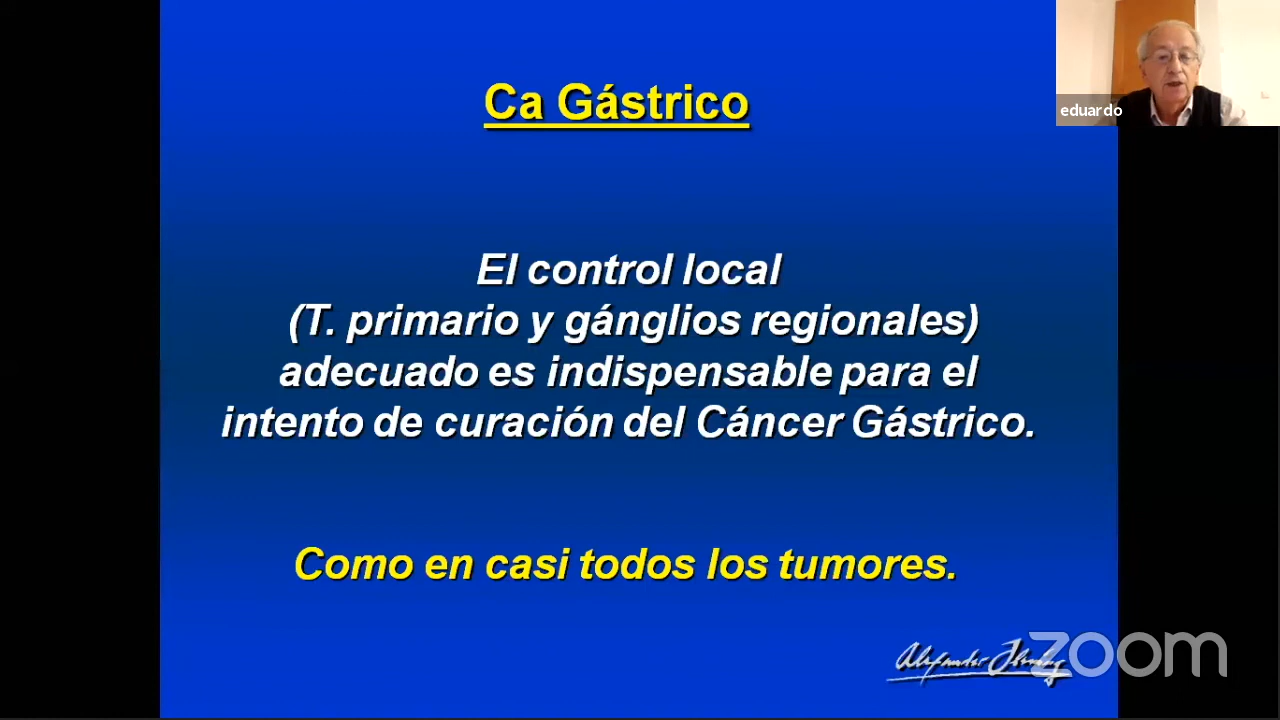 Ca Gástrico
eduardo
El control local
(T. primario y gánglios regionales)
adecuado es indispensable para el
intento de curación del Cáncer Gástrico.
Como en casi todos los tumores.
zoom